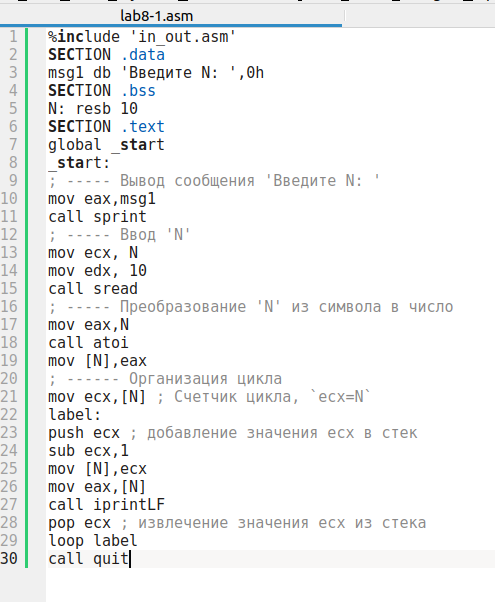 lab8-1.asm
1 %include 'in_out.asm'
2 SECTION .data
3 msg1 db 'Введите N: ',0h
4 SECTION .bss
5 N: resb 10
6 SECTION .text
7 global _start
8 _start:
9 ; ----- Вывод сообщения 'Введите N: '
10 mov eax,msg1
11 call sprint
12 ; ----- Ввод 'N'
13 mov ecx, N
14 mov edx, 10
15 call sread
16 ; ----- Преобразование 'N' из символа в число
17 mov eax,N
18 call atoi
19 mov [N],eax
20 ; ------ Организация цикла
21 mov ecx,[N] ; Счетчик цикла, `ecx=N`
22 label:
23 push ecx ; добавление значения ecx в стек
24 sub ecx,1
25 mov [N],ecx
26 mov eax,[N]
27 call iprintLF
28 pop ecx ; извлечение значения ecx из стека
29 loop label
30 call quit